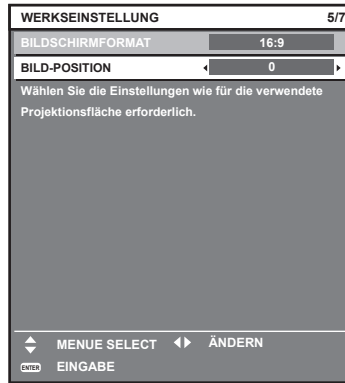 WERKSEINSTELLUNG 5/7
BILDSCHIRMFORMAT 16:9
BILD-POSITION 0
Wählen Sie die Einstellungen wie für die verwendete
Projektionsfläche erforderlich.
MENUE SELECT ÄNDERN
ENTER EINGABE